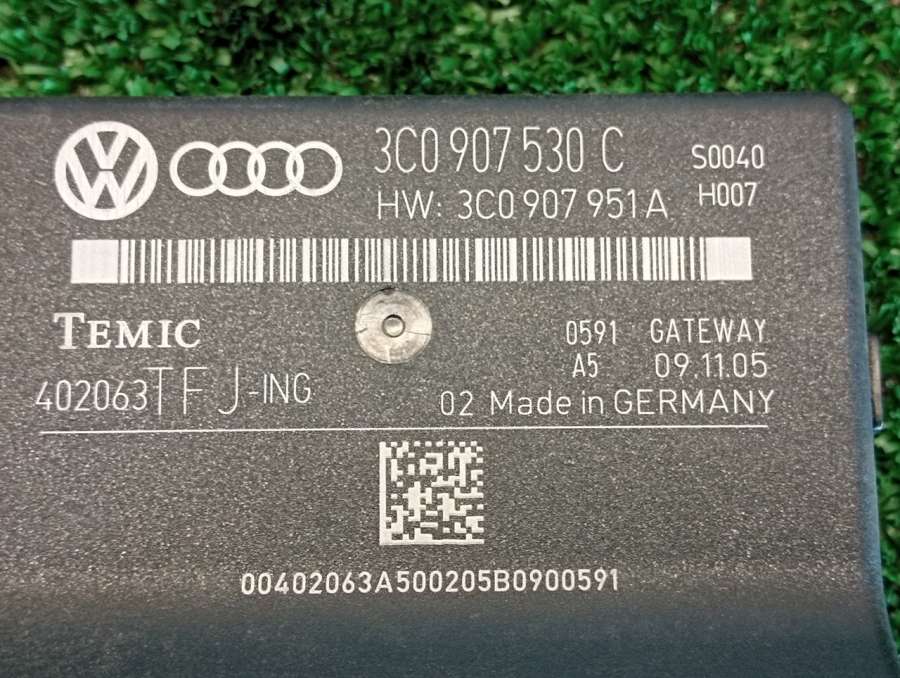 3C0 907 530 C
S0040
HW: 3C0 907 951 A
H007
TEMIC
0591 GATEWAY
A5 09.11.05
402063TFJ-ING
02 Made in GERMANY
00402063A500205B0900591